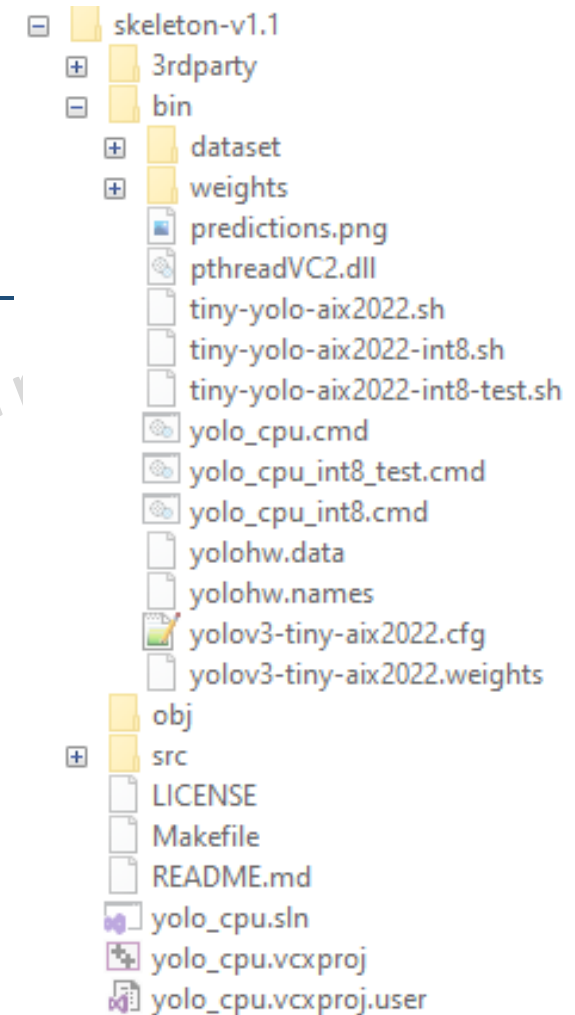 skeleton-v1.1
3rdparty
bin
dataset
weights
predictions.png
pthreadVC2.dll
tiny-yolo-aix2022.sh
tiny-yolo-aix2022-int8.sh
tiny-yolo-aix2022-int8-test.sh
yolo_cpu.cmd
yolo_cpu_int8_test.cmd
yolo_cpu_int8.cmd
yolohw.data
yolohw.names
yolov3-tiny-aix2022.cfg
yolov3-tiny-aix2022.weights
obj
src
LICENSE
Makefile
README.md
yolo_cpu.sln
yolo_cpu.vcxproj
yolo_cpu.vcxproj.user